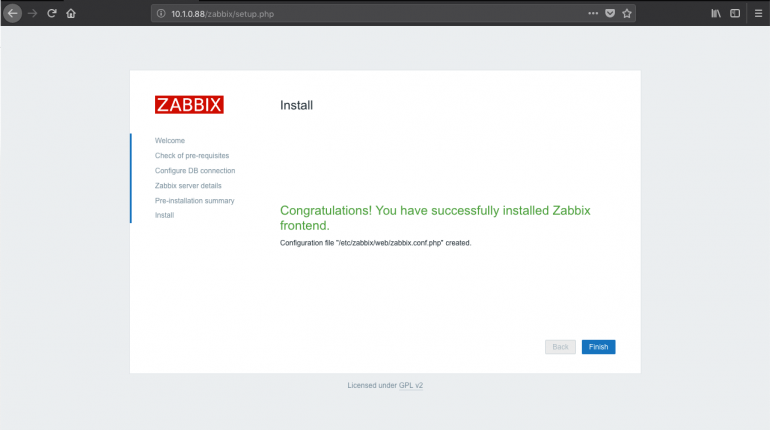 10.1.0.88/zabbix/setup.php
ZABBIX
Install
Welcome
Check of pre-requisites
Configure DB connection
Zabbix server details
Pre-installation summary
Install
Congratulations! You have successfully installed Zabbix
frontend.
Configuration file "/etc/zabbix/web/zabbix.conf.php" created.
Back
Finish
Licensed under GPL v2